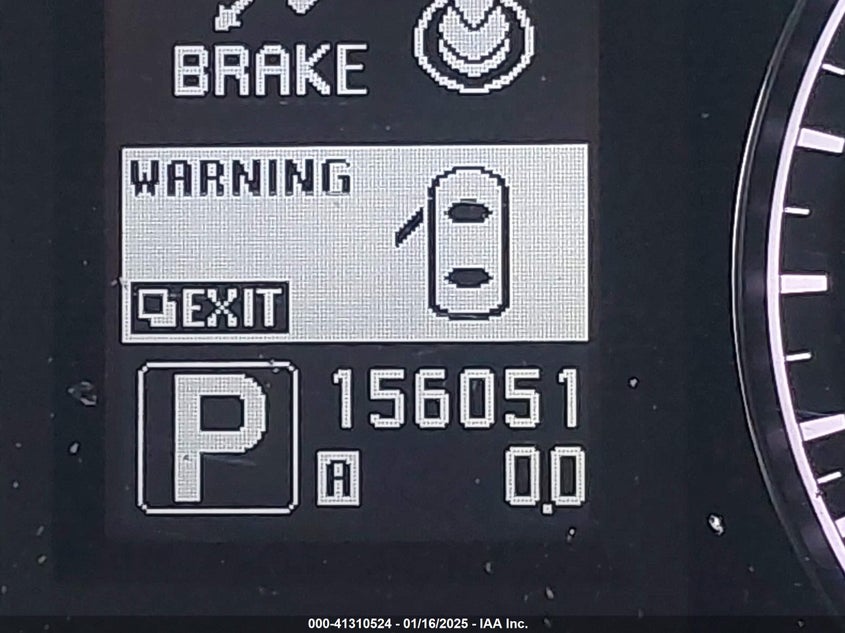 BRAKE
WARNING
EXIT
P
156051
A
0.0
000-41310524 - 01/16/2025 - IAA Inc.